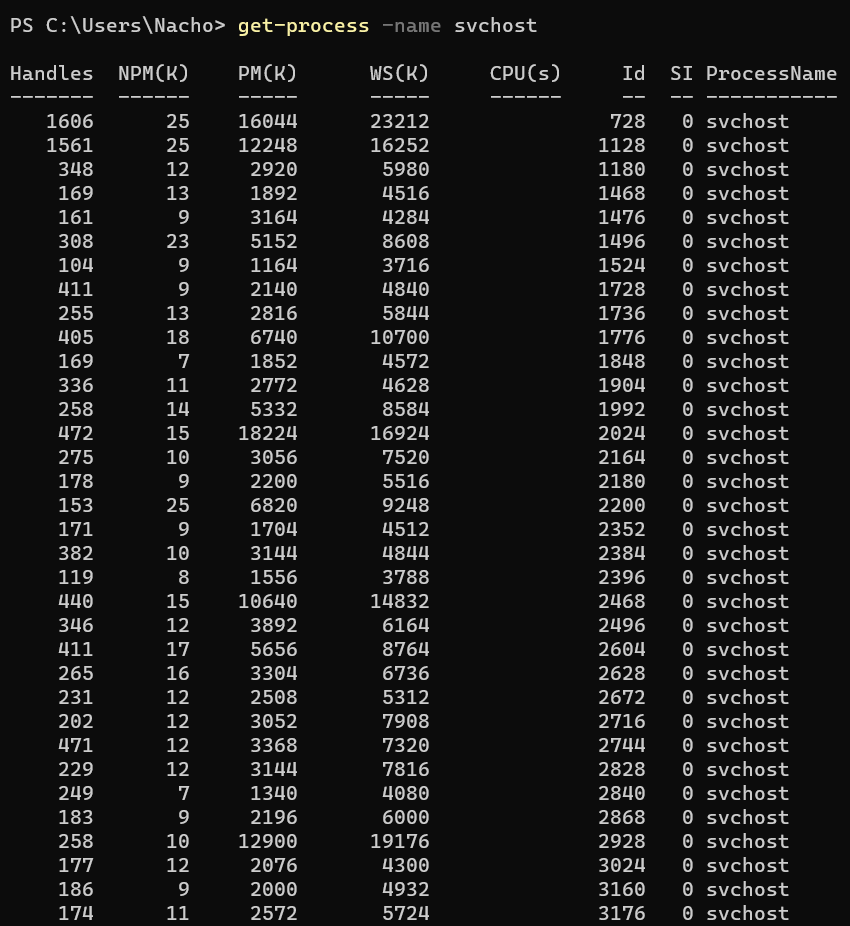 PS C:\Users\Nacho> get-process -name svchost
Handles  NPM(K)    PM(K)      WS(K)     CPU(s)     Id  SI ProcessName
-------  ------    -----      -----     ------     --  -- -----------
   1606      25    16044      23212               728   0 svchost
   1561      25    12248      16252              1128   0 svchost
    348      12     2920       5980              1180   0 svchost
    169      13     1892       4516              1468   0 svchost
    161       9     3164       4284              1476   0 svchost
    308      23     5152       8608              1496   0 svchost
    104       9     1164       3716              1524   0 svchost
    411       9     2140       4840              1728   0 svchost
    255      13     2816       5844              1736   0 svchost
    405      18     6740      10700              1776   0 svchost
    169       7     1852       4572              1848   0 svchost
    336      11     2772       4628              1904   0 svchost
    258      14     5332       8584              1992   0 svchost
    472      15    18224      16924              2024   0 svchost
    275      10     3056       7520              2164   0 svchost
    178       9     2200       5516              2180   0 svchost
    153      25     6820       9248              2200   0 svchost
    171       9     1704       4512              2352   0 svchost
    382      10     3144       4844              2384   0 svchost
    119       8     1556       3788              2396   0 svchost
    440      15    10640      14832              2468   0 svchost
    346      12     3892       6164              2496   0 svchost
    411      17     5656       8764              2604   0 svchost
    265      16     3304       6736              2628   0 svchost
    231      12     2508       5312              2672   0 svchost
    202      12     3052       7908              2716   0 svchost
    471      12     3368       7320              2744   0 svchost
    229      12     3144       7816              2828   0 svchost
    249       7     1340       4080              2840   0 svchost
    183       9     2196       6000              2868   0 svchost
    258      10    12900      19176              2928   0 svchost
    177      12     2076       4300              3024   0 svchost
    186       9     2000       4932              3160   0 svchost
    174      11     2572       5724              3176   0 svchost